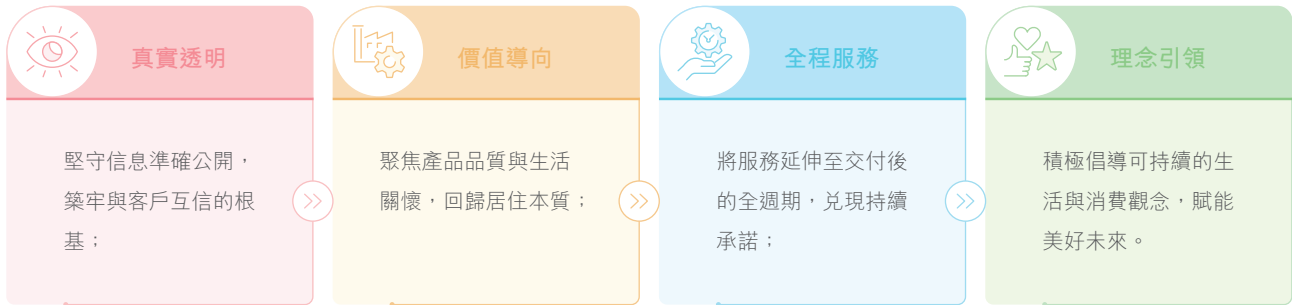 真實透明
堅守信息準確公開，
築牢與客戶互信的根
基；
價值導向
聚焦產品品質與生活
關懷，回歸居住本質；
全程服務
將服務延伸至交付後
的全週期，兑現持續
承諾；
理念引領
積極倡導可持續的生
活與消費觀念，賦能
美好未來。